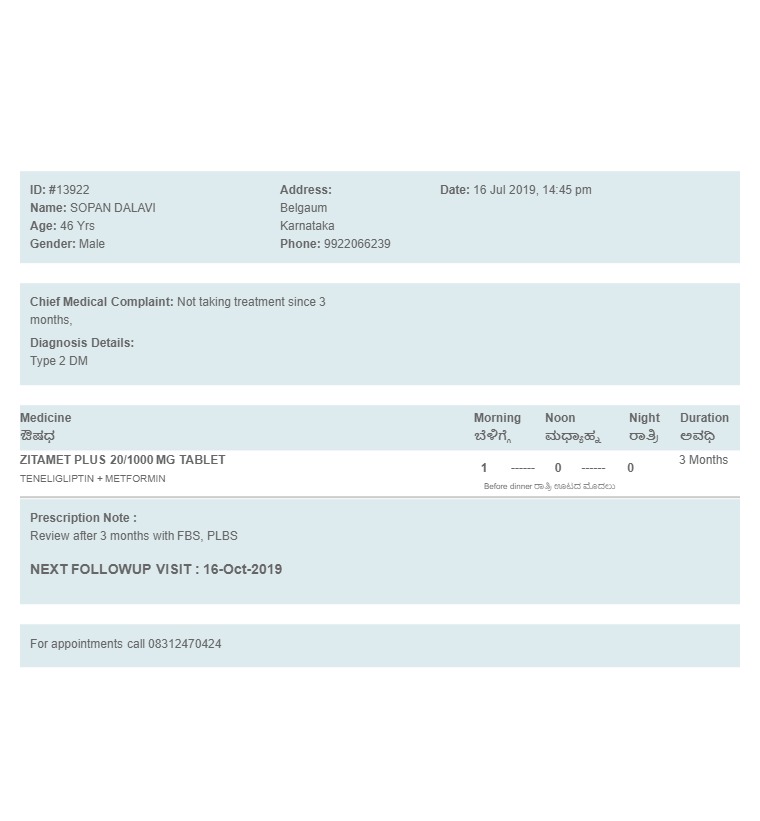 ID: #13922 Address: Date: 16 Jul 2019, 14:45 pm
Name: SOPAN DALAVI Belgaum
Age: 46 Yrs Karnataka
Gender: Male Phone: 9922066239
Chief Medical Complaint: Not taking treatment since 3
months,
Diagnosis Details:
Type 2 DM
Medicine Morning Noon Night Duration
ಔಷಧ ಬೆಳಿಗ್ಗೆ ಮಧ್ಯಾಹ್ನ ರಾತ್ರಿ ಅವಧಿ
ZITAMET PLUS 20/1000 MG TABLET 3 Months
1 ------ 0 ------ 0
TENELIGLIPTIN + METFORMIN
Before dinner ರಾತ್ರಿ ಊಟದ ಮೊದಲು
Prescription Note :
Review after 3 months with FBS, PLBS
NEXT FOLLOWUP VISIT : 16-Oct-2019
For appointments call 08312470424